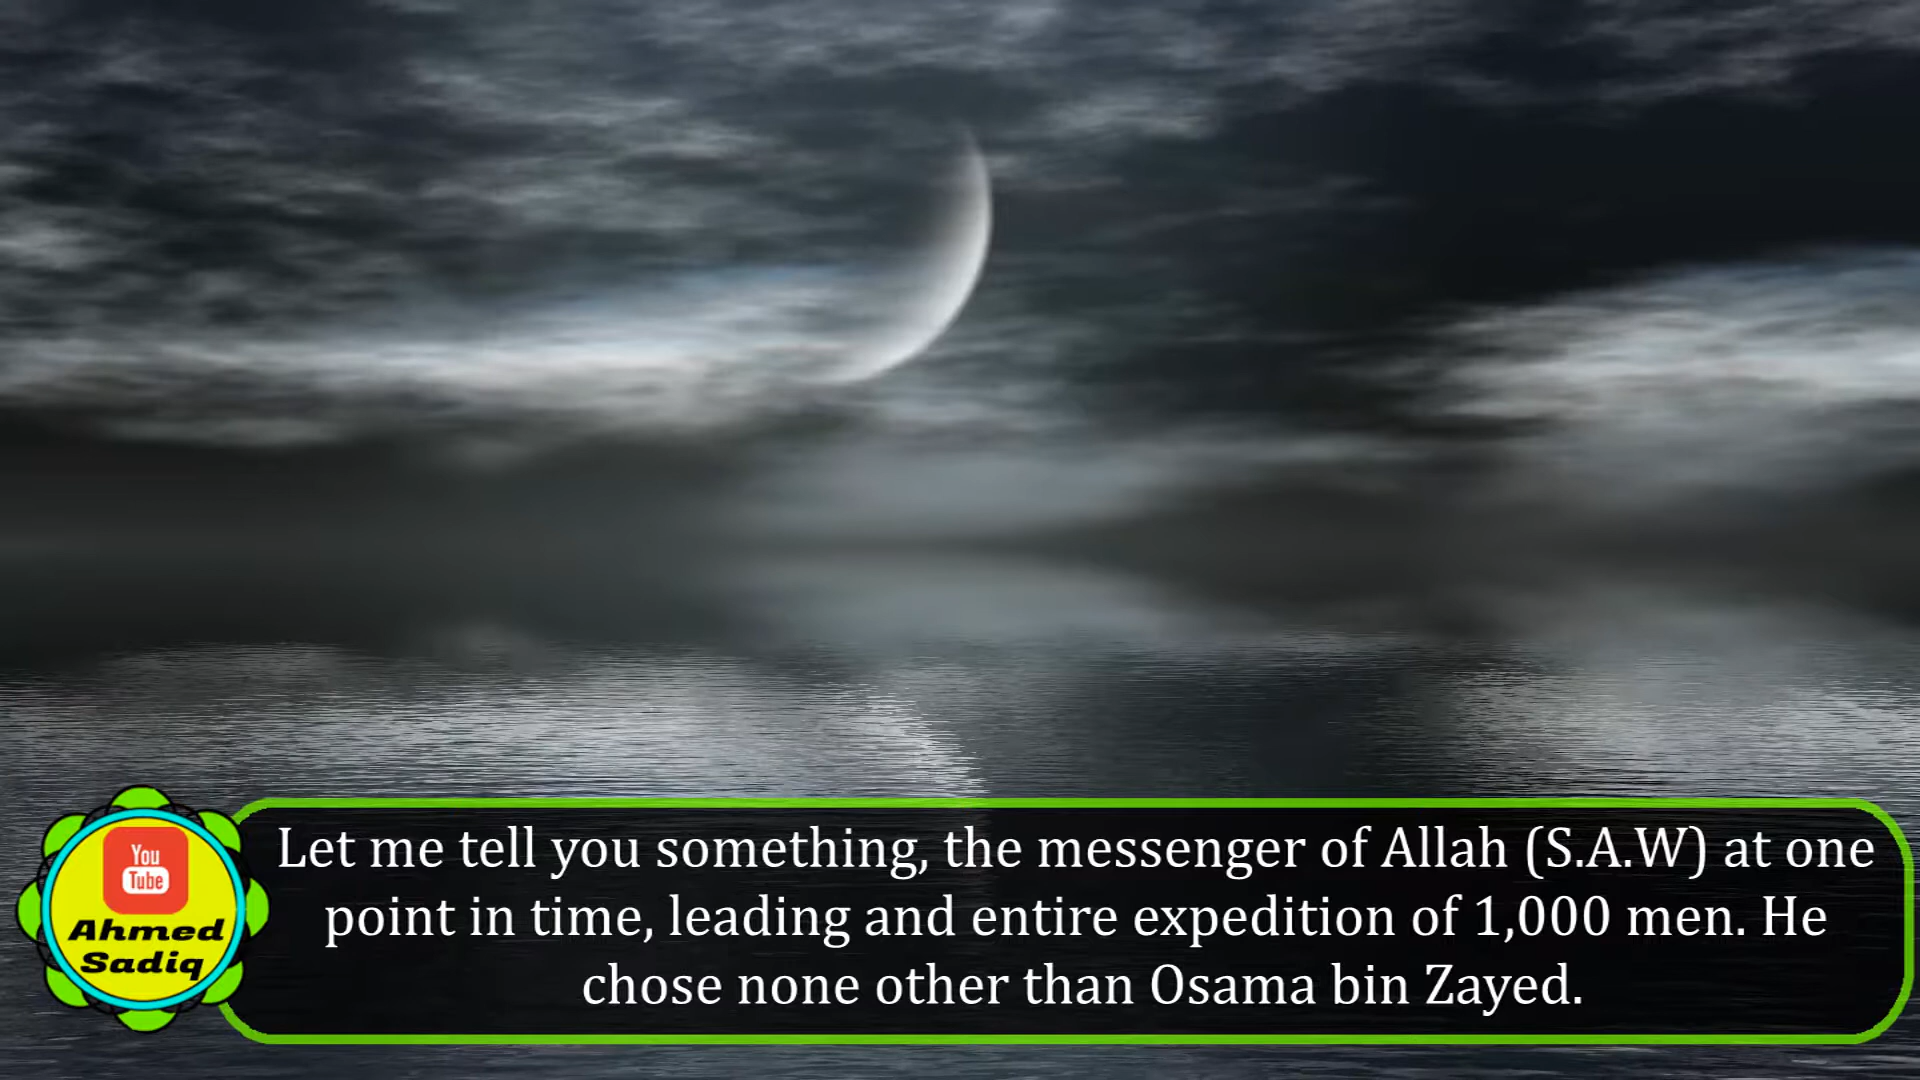 You
Tube
Ahmed
Sadiq
Let me tell you something, the messenger of Allah (S.A.W) at one
point in time, leading and entire expedition of 1,000 men. He
chose none other than Osama bin Zayed.